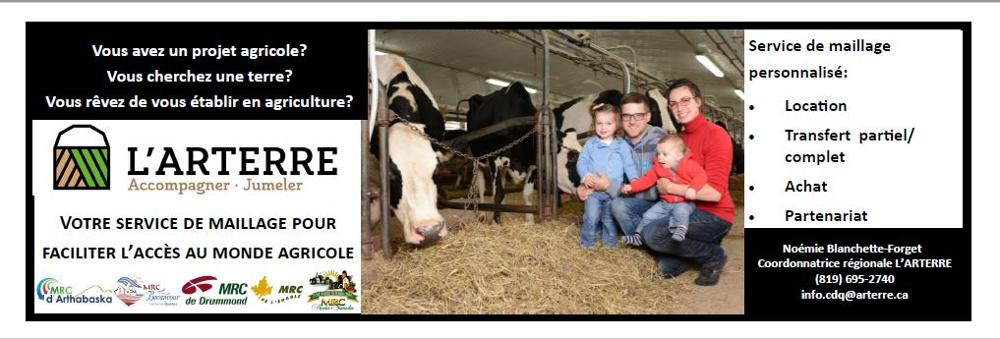 Vous avez un projet agricole?
Vous cherchez une terre?
Vous rêvez de vous établir en agriculture?
L'ARTERRE
Accompagner · Jumeler
VOTRE SERVICE DE MAILLAGE POUR
FACILITER L'ACCÈS AU MONDE AGRICOLE
MRC
d'Arthabaska
MRC
Bécancour
MRC
de Drummond
MRC
DE L'ÉRABLE
MRC
Service de maillage
personnalisé:
• Location
• Transfert partiel/
complet
• Achat
• Partenariat
Noémie Blanchette-Forget
Coordonnatrice régionale L'ARTERRE
(819) 695-2740
info.cdq@arterre.ca